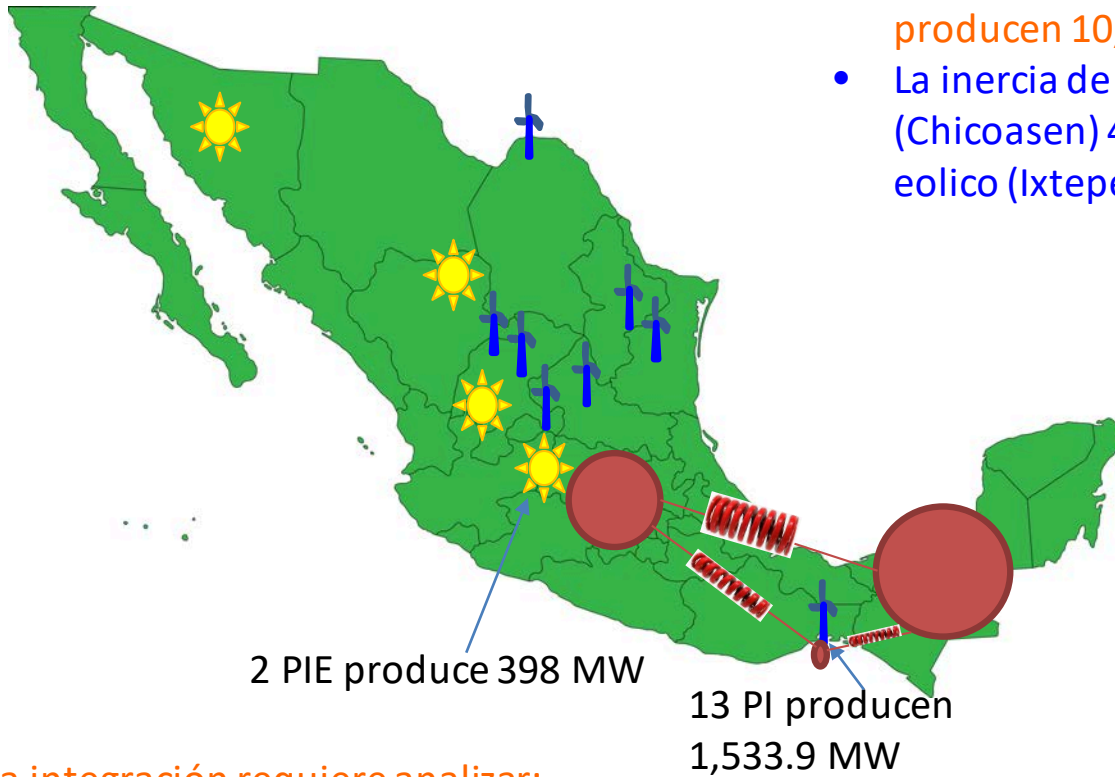 producen 10,
• La inercia de
(Chicoasen)
eolico (Ixtepe
2 PIE produce 398 MW
13 PI producen
1,533.9 MW
a integración requiere analizar: